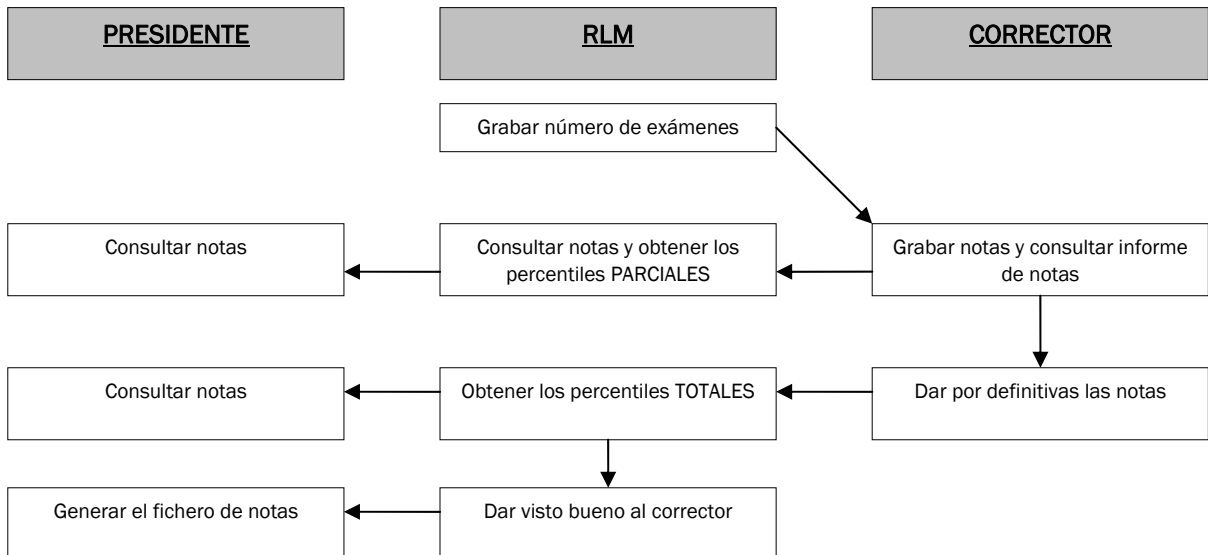 PRESIDENTE
RLM
CORRECTOR
Grabar número de exámenes
Consultar notas
Consultar notas y obtener los
percentiles PARCIALES
Grabar notas y consultar informe
de notas
Consultar notas
Obtener los percentiles TOTALES
Dar por definitivas las notas
Generar el fichero de notas
Dar visto bueno al corrector